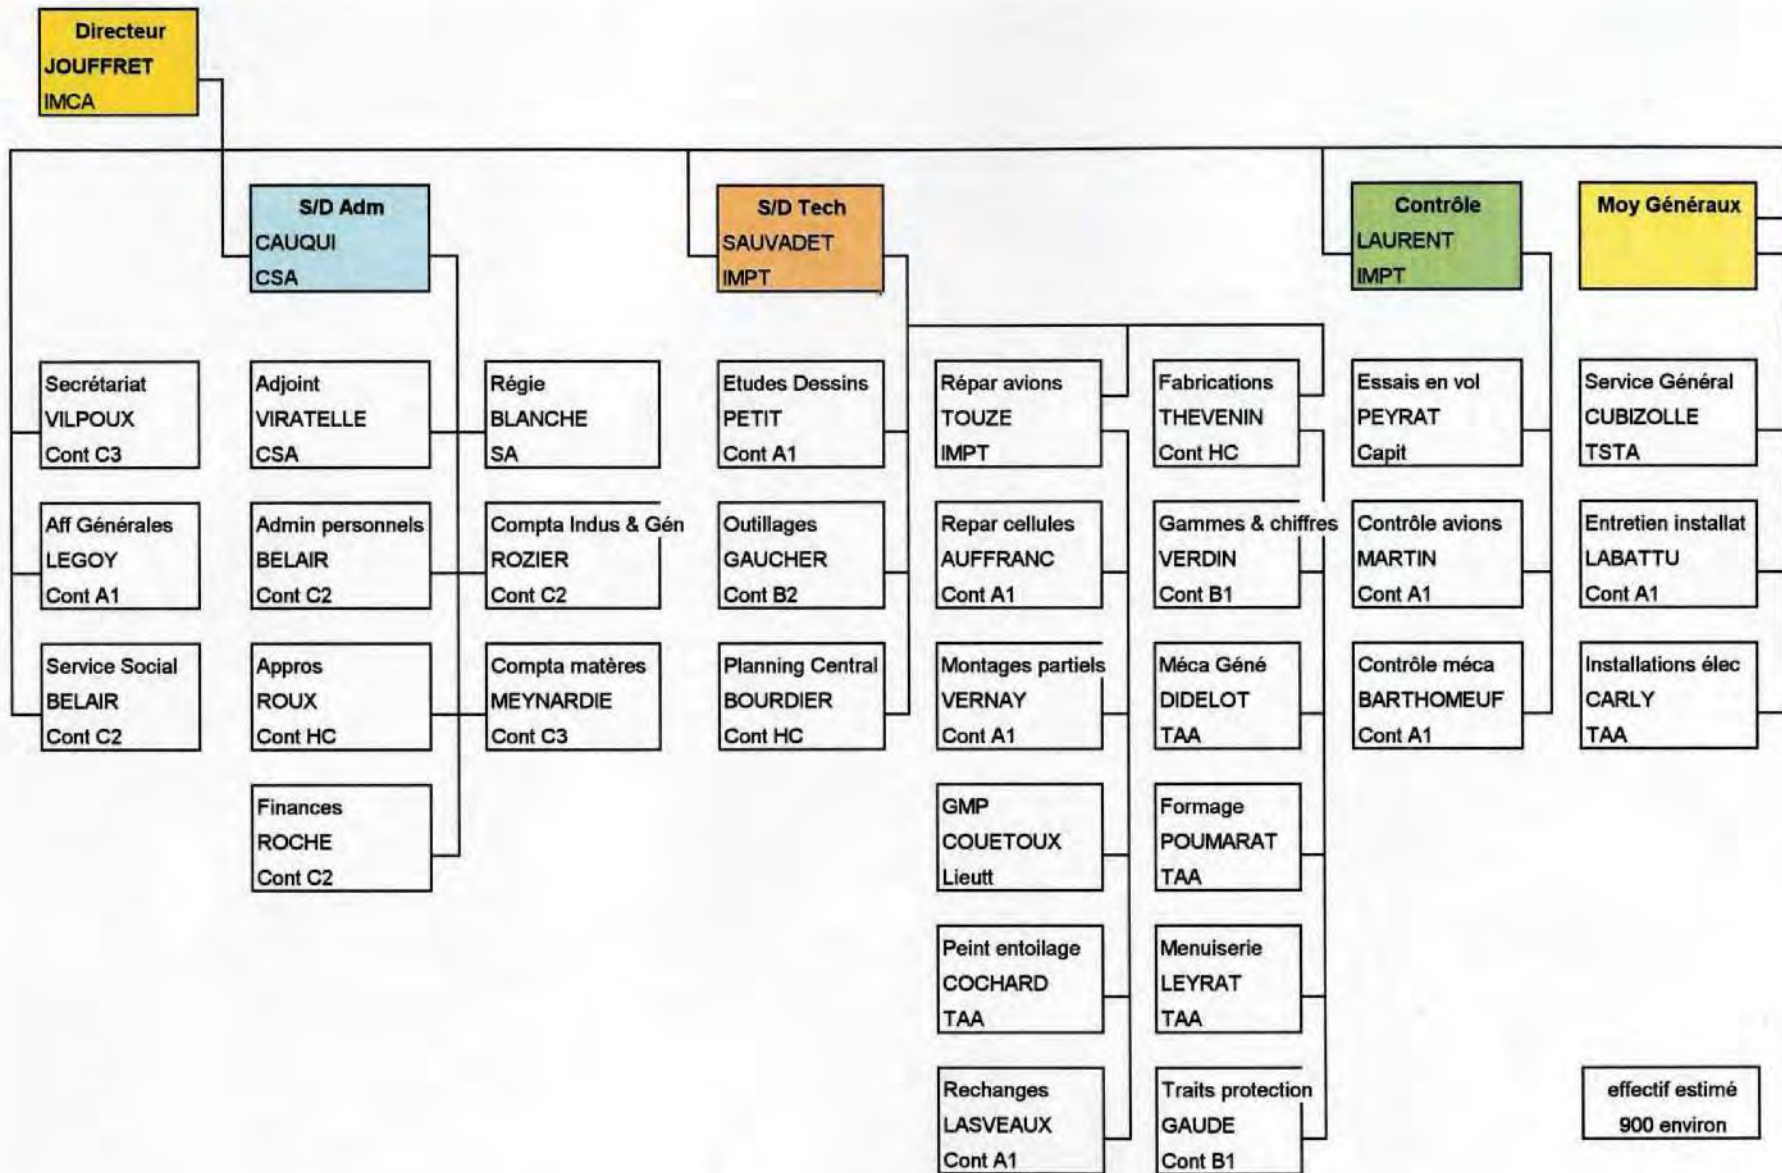 Directeur
JOUFFRET
IMCA
S/D Adm
CAUQUI
CSA
S/D Tech
SAUVADET
IMPT
Contrôle
LAURENT
IMPT
Moy Généraux
Secrétariat
VILPOUX
Cont C3
Adjoint
VIRATELLE
CSA
Régie
BLANCHE
SA
Etudes Dessins
PETIT
Cont A1
Répar avions
TOUZE
IMPT
Fabrications
THEVENIN
Cont HC
Essais en vol
PEYRAT
Capit
Service Général
CUBIZOLLE
TSTA
Aff Générales
LEGOY
Cont A1
Admin personnels
BELAIR
Cont C2
Compta Indus & Gén
ROZIER
Cont C2
Outillages
GAUCHER
Cont B2
Repar cellules
AUFFRANC
Cont A1
Gammes & chiffres
VERDIN
Cont B1
Contrôle avions
MARTIN
Cont A1
Entretien installat
LABATTU
Cont A1
Service Social
BELAIR
Cont C2
Appros
ROUX
Cont HC
Compta matères
MEYNARDIE
Cont C3
Planning Central
BOURDIER
Cont HC
Montages partiels
VERNAY
Cont A1
Méca Géné
DIDELOT
TAA
Contrôle méca
BARTHOMEUF
Cont A1
Installations élec
CARLY
TAA
Finances
ROCHE
Cont C2
GMP
COUETOUX
Lieutt
Formage
POUMARAT
TAA
Peint entoilage
COCHARD
TAA
Menuiserie
LEYRAT
TAA
Rechanges
LASVEAUX
Cont A1
Traits protection
GAUDE
Cont B1
effectif estimé
900 environ